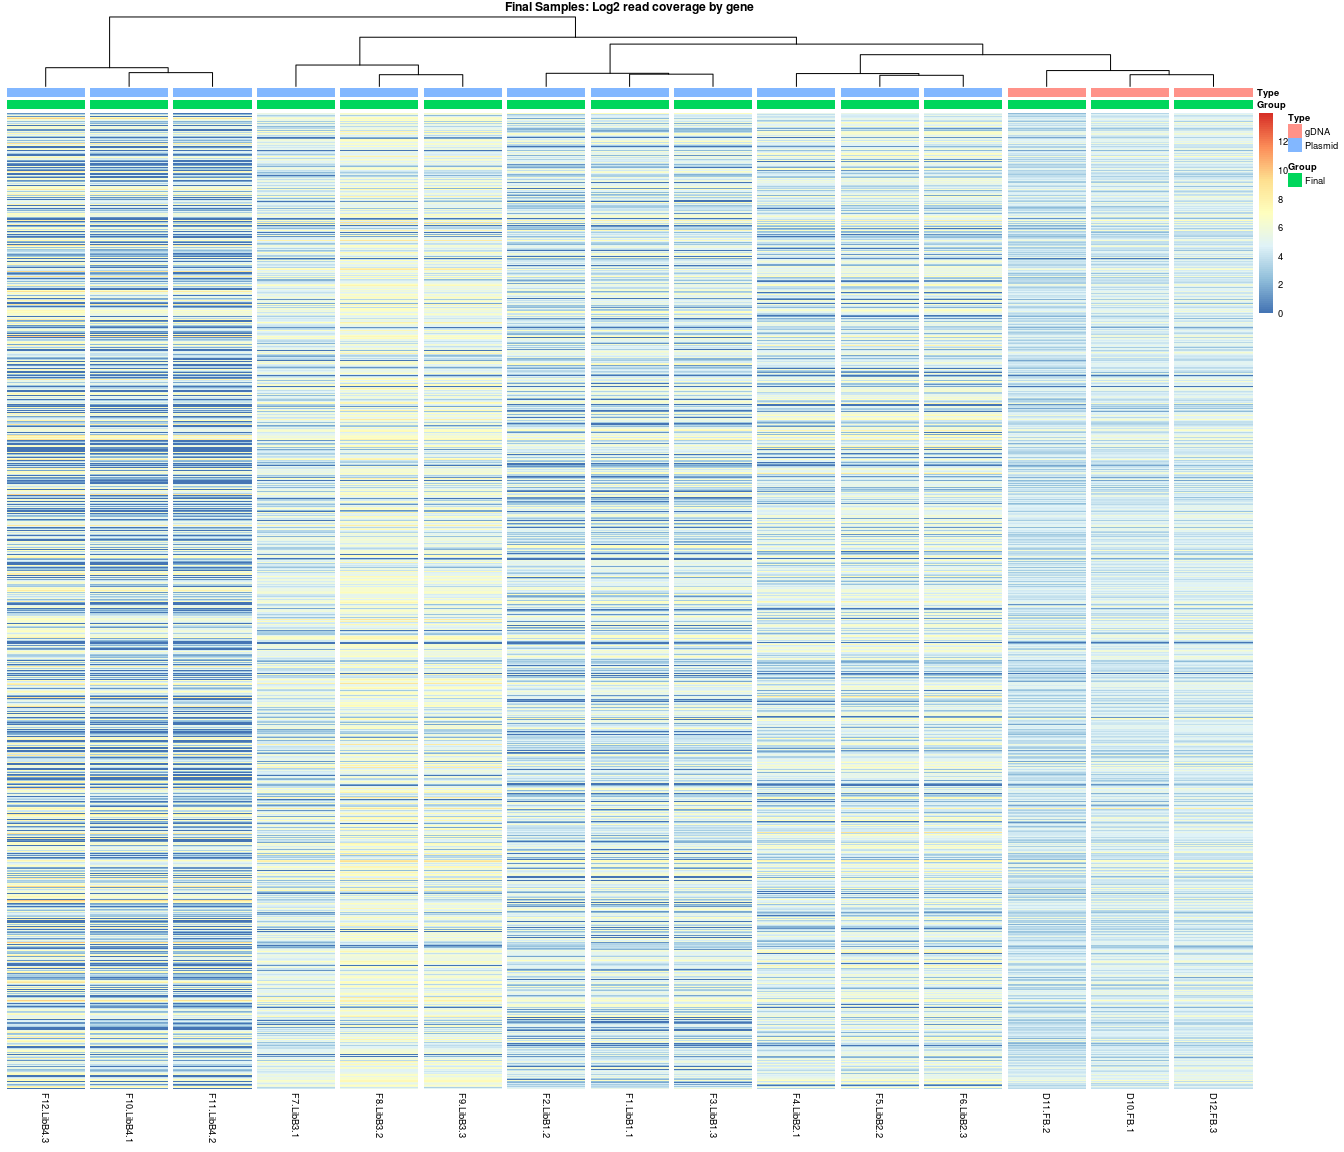 Final Samples: Log2 read coverage by gene
Type
Group
Type
gDNA
Plasmid
Group
Final
12
10
8
6
4
2
0
F12.LibB4.3
F10.LibB4.1
F11.LibB4.2
F7.LibB3.1
F8.LibB3.2
F9.LibB3.3
F2.LibB1.2
F1.LibB1.1
F3.LibB1.3
F4.LibB2.1
F5.LibB2.2
F6.LibB2.3
D11.FB.2
D10.FB.1
D12.FB.3